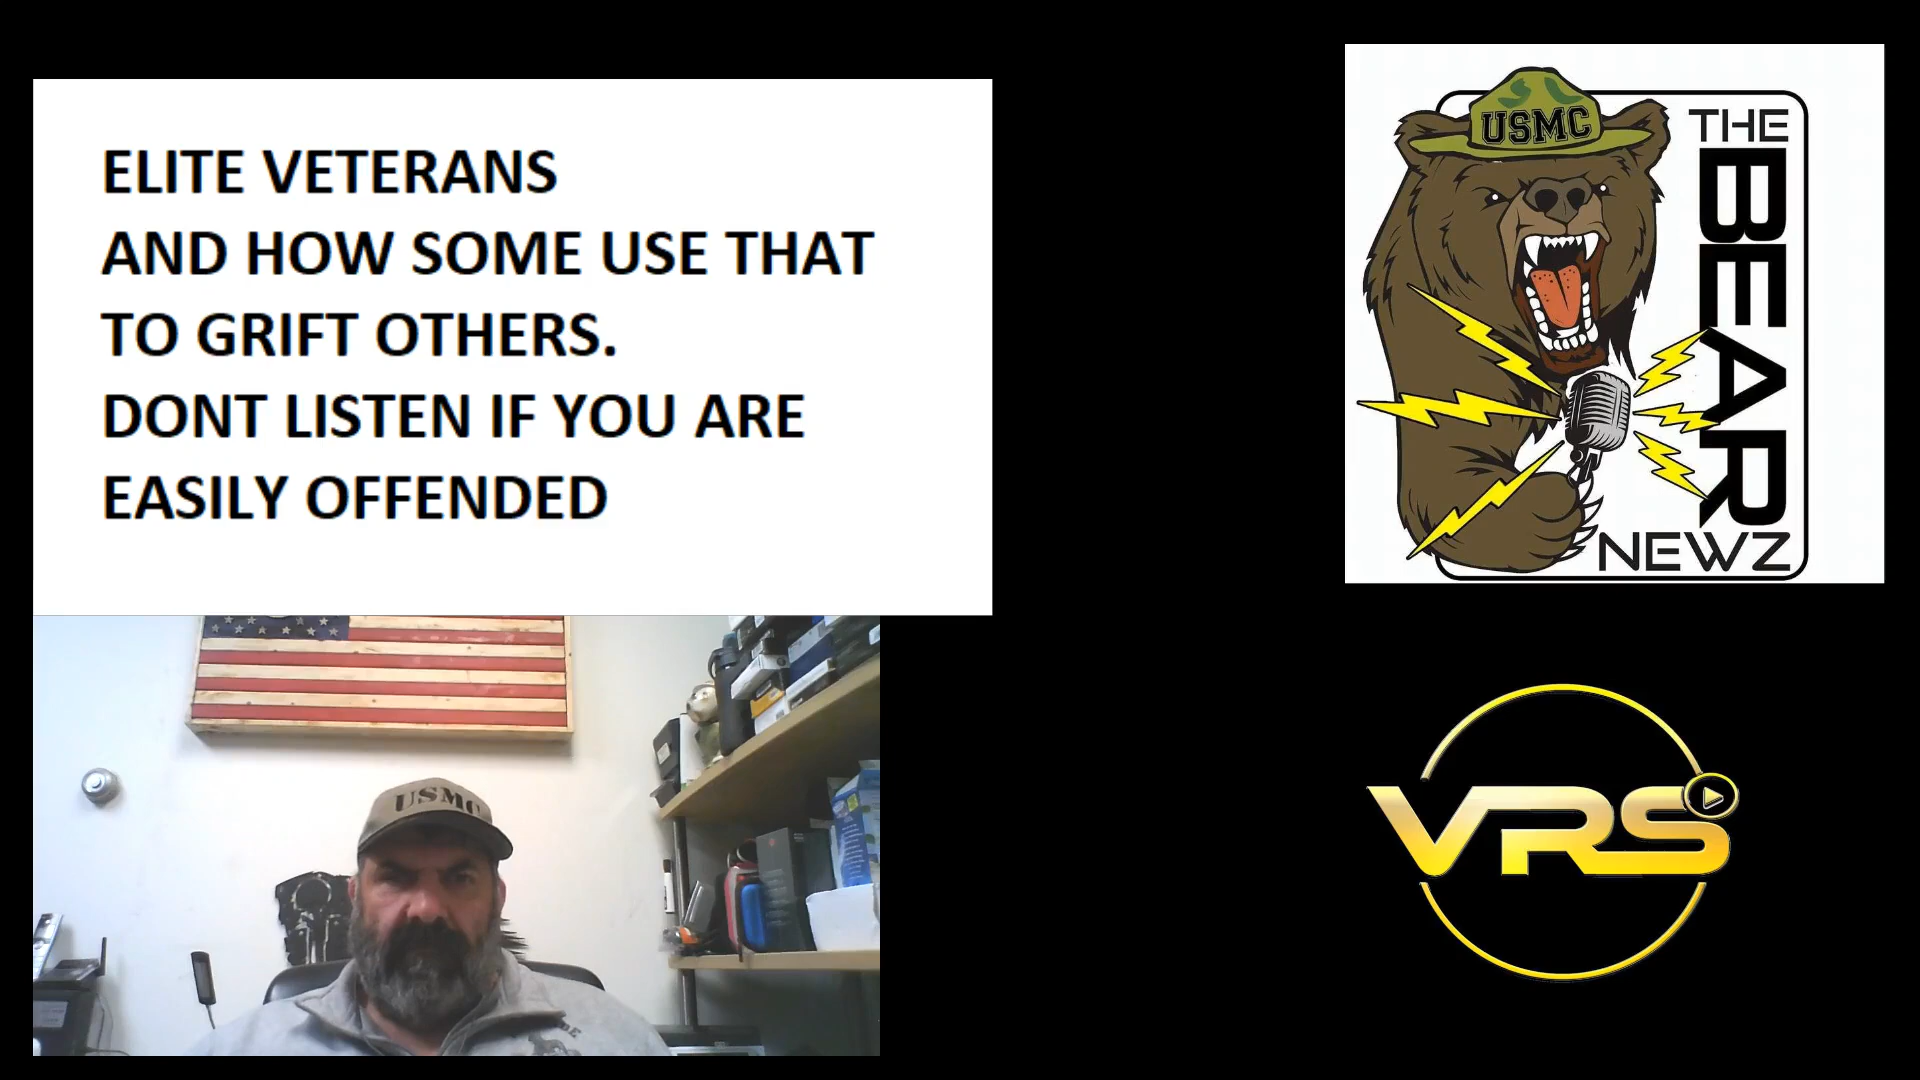 ELITE VETERANS
AND HOW SOME USE THAT
TO GRIFT OTHERS.
DONT LISTEN IF YOU ARE
EASILY OFFENDED
USMC
THE
BEAR
NEWZ
USMC
VRS